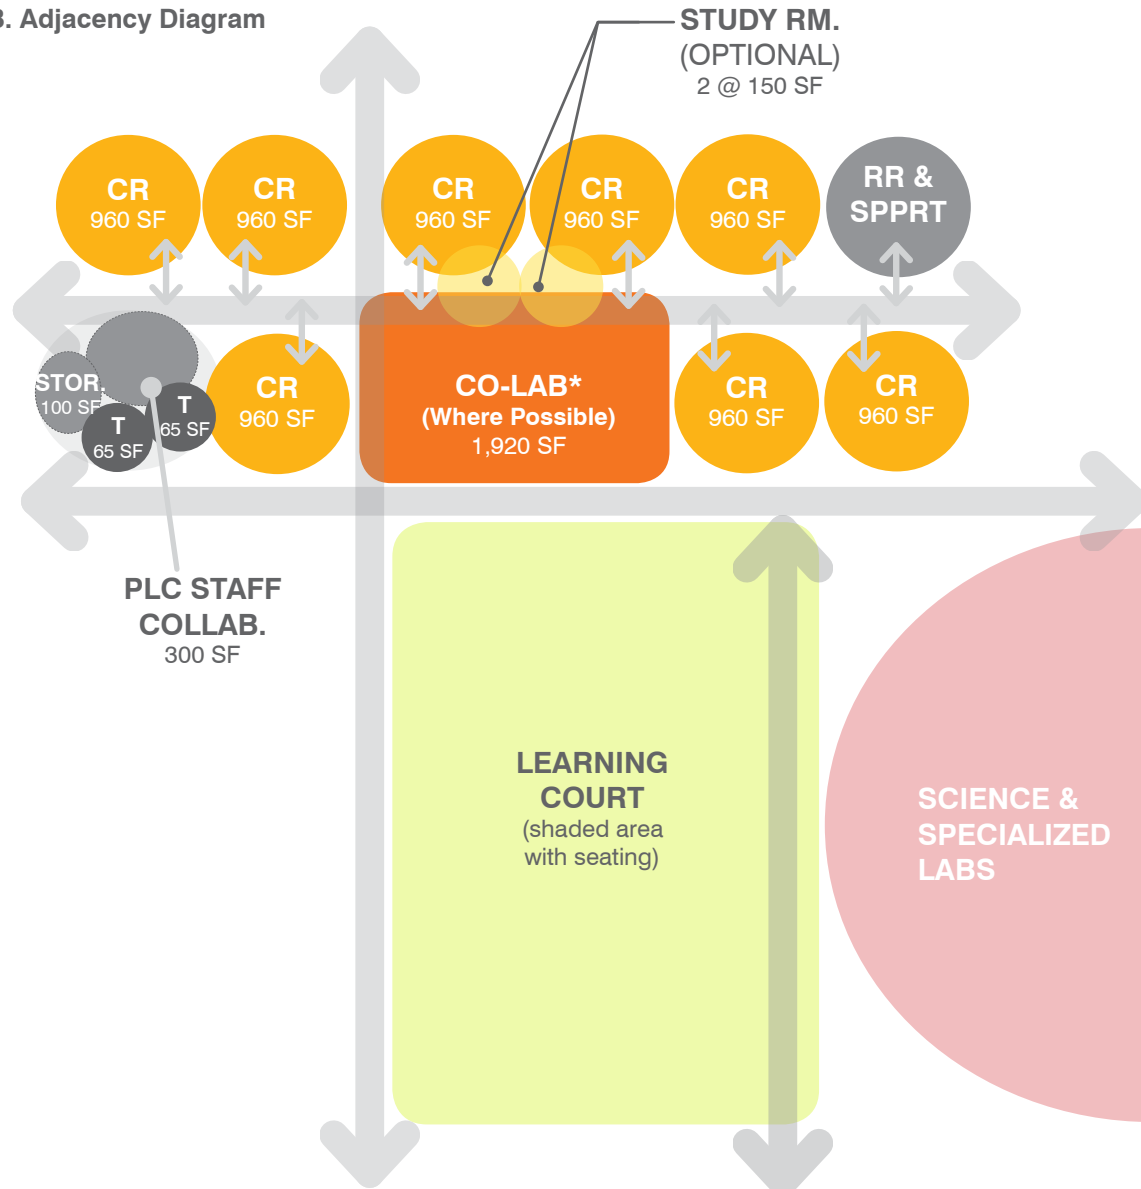 3. Adjacency Diagram
STUDY RM.
(OPTIONAL)
2 @ 150 SF
CR
960 SF
CR
960 SF
CR
960 SF
CR
960 SF
CR
960 SF
RR &
SPPRT
STOR.
100 SF
T
65 SF
T
65 SF
CR
960 SF
CO-LAB*
(Where Possible)
1,920 SF
CR
960 SF
CR
960 SF
PLC STAFF
COLLAB.
300 SF
LEARNING
COURT
(shaded area
with seating)
SCIENCE &
SPECIALIZED
LABS